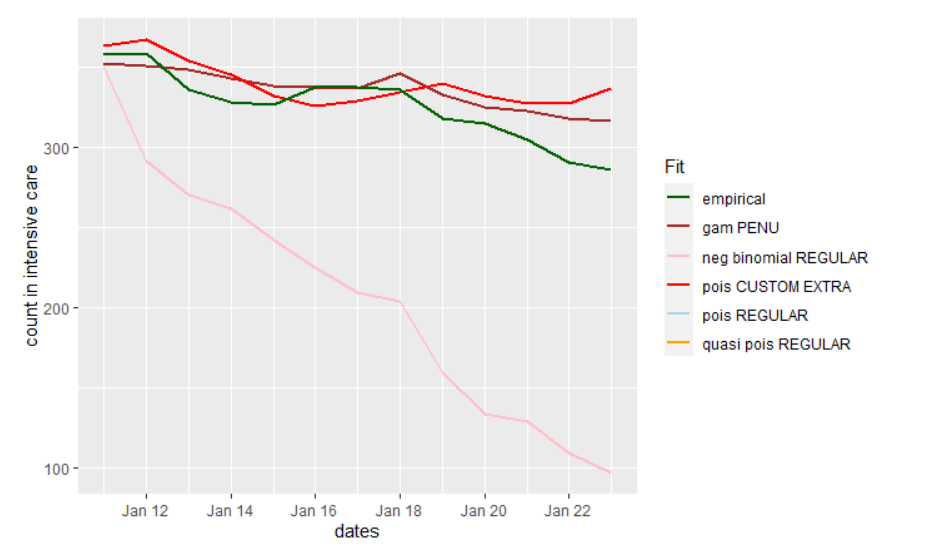 count in intensive care
300
200
100
Jan 12 Jan 14 Jan 16 Jan 18 Jan 20 Jan 22
dates
Fit
empirical
gam PENU
neg binomial REGULAR
pois CUSTOM EXTRA
pois REGULAR
quasi pois REGULAR